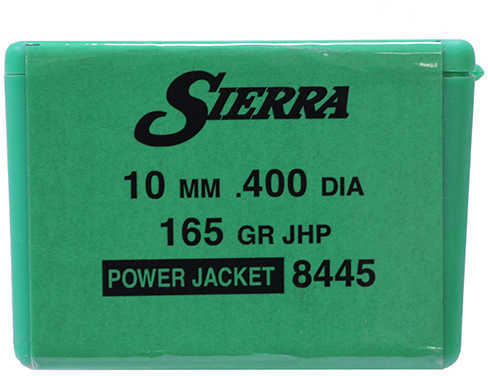 SIERRA
10 MM .400 DIA
165 GR JHP
POWER JACKET 8445